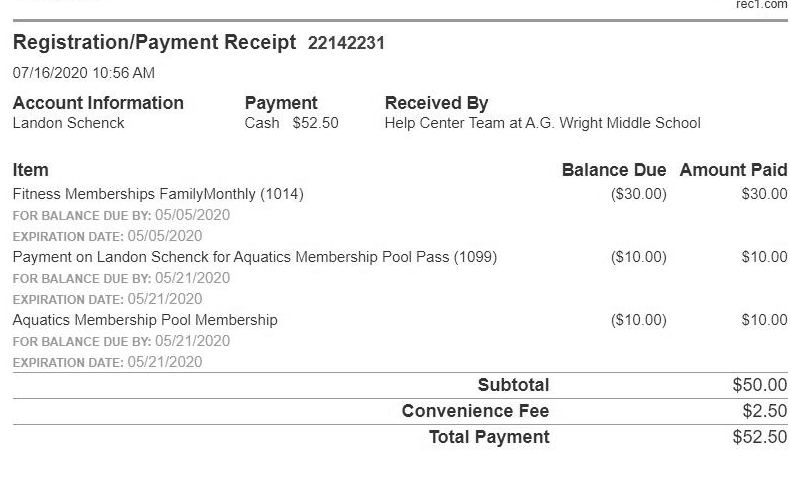 rec1.com
Registration/Payment Receipt 22142231
07/16/2020 10:56 AM
Account Information Payment Received By
Landon Schenck Cash $52.50 Help Center Team at A.G. Wright Middle School
Item Balance Due Amount Paid
Fitness Memberships FamilyMonthly (1014) ($30.00) $30.00
FOR BALANCE DUE BY: 05/05/2020
EXPIRATION DATE: 05/05/2020
Payment on Landon Schenck for Aquatics Membership Pool Pass (1099) ($10.00) $10.00
FOR BALANCE DUE BY: 05/21/2020
EXPIRATION DATE: 05/21/2020
Aquatics Membership Pool Membership ($10.00) $10.00
FOR BALANCE DUE BY: 05/21/2020
EXPIRATION DATE: 05/21/2020
Subtotal $50.00
Convenience Fee $2.50
Total Payment $52.50